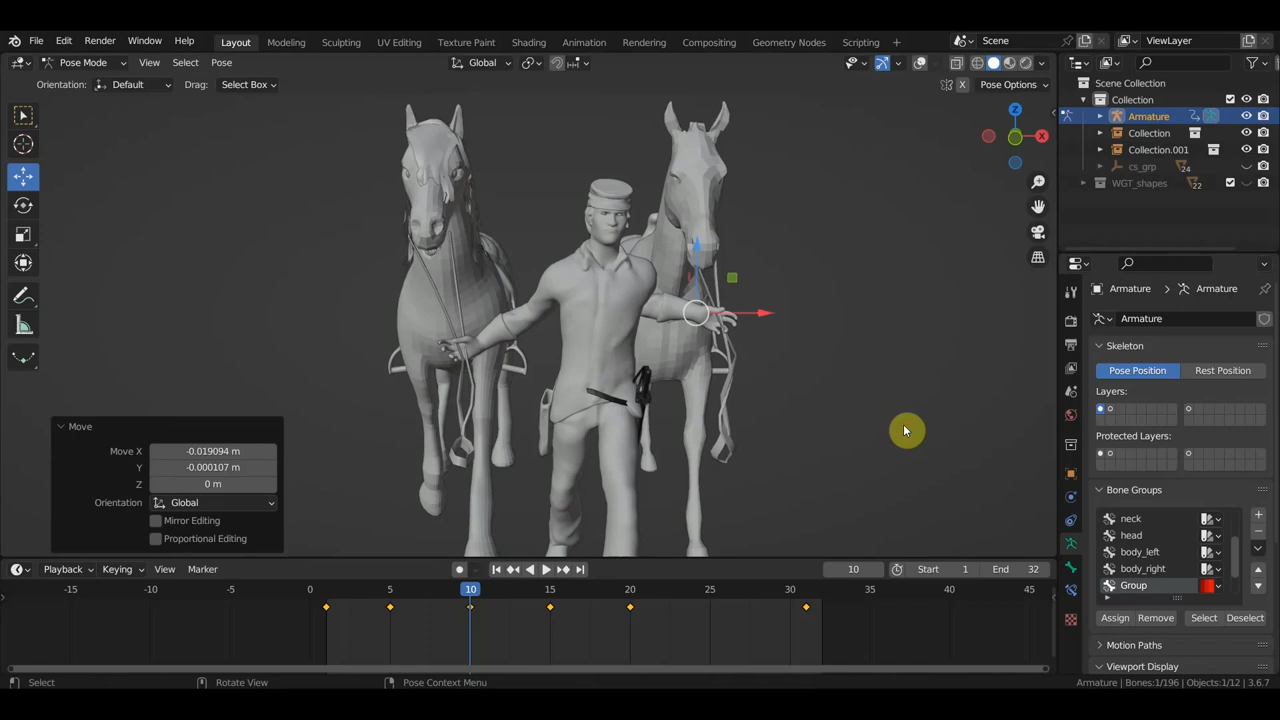 File Edit Render Window Help Layout Modeling Sculpting UV Editing Texture Paint Shading Animation Rendering Compositing Geometry Nodes Scripting + Scene ViewLayer
Pose Mode View Select Pose Global
Orientation: Default Drag: Select Box X Pose Options
Scene Collection
Collection
Armature
Collection
Collection.001
cs_grp 24
WGT_shapes 22
Z
X
Armature > Armature
Armature
Skeleton
Pose Position Rest Position
Layers:
Protected Layers:
Bone Groups
neck
head
body_left
body_right
Group
Assign Remove Select Deselect
Motion Paths
Viewport Display
Move
Move X -0.019094 m
Y -0.000107 m
Z 0 m
Orientation Global
Mirror Editing
Proportional Editing
Playback Keying View Marker 10 Start 1 End 32
-15 -10 -5 0 5 10 15 20 25 30 35 40 45
Select Rotate View Pose Context Menu Armature | Bones:1/196 | Objects:1/12 | 3.6.7